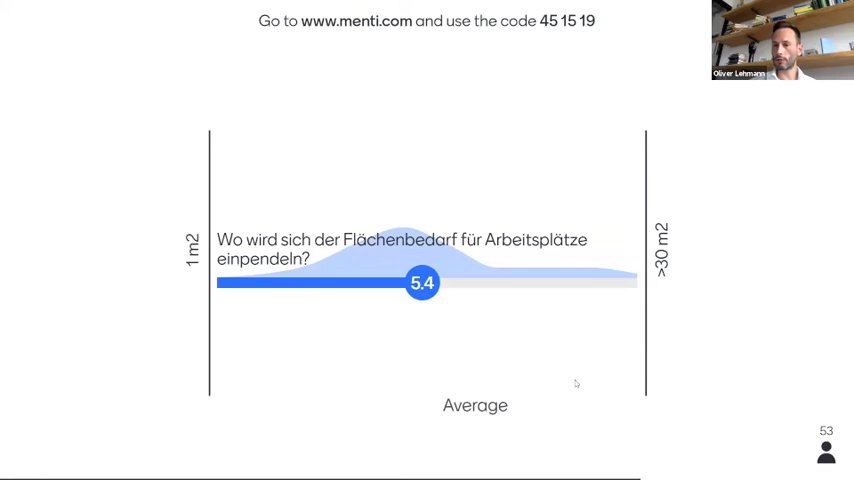 Go to www.menti.com and use the code 45 15 19
Oliver Lehmann
Wo wird sich der Flächenbedarf für Arbeitsplätze
einpendeln?
1 m2
>30 m2
5.4
Average
53